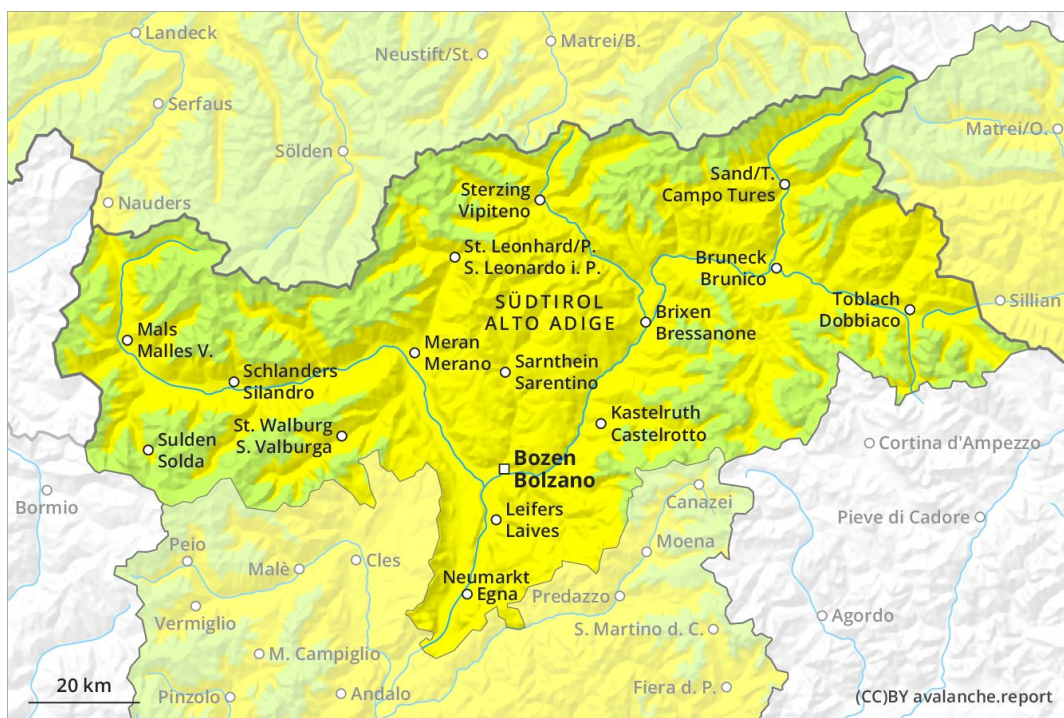 Landeck
Neustift/St.
Matrei/B.
Serfaus
Matrei/O.
Sölden
Sand/T.
Campo Tures
Sterzing
Vipiteno
Nauders
St. Leonhard/P.
S. Leonardo i. P.
Bruneck
Brunico
SÜDTIROL
ALTO ADIGE
Toblach
Dobbiaco
Sillian
Brixen
Bressanone
Mals
Malles V.
Meran
Merano
Sarnthein
Sarentino
Schlanders
Silandro
Kastelruth
Castelrotto
St. Walburg
S. Valburga
Sulden
Solda
Cortina d'Ampezzo
Bozen
Bolzano
Bormio
Canazei
Leifers
Laives
Pieve di Cadore
Peio
Cles
Moena
Malè
Neumarkt
Egna
Predazzo
Vermiglio
Agordo
S. Martino d. C.
M. Campiglio
20 km
Pinzolo
Andalo
Fiera d. P.
(CC)BY avalanche.report